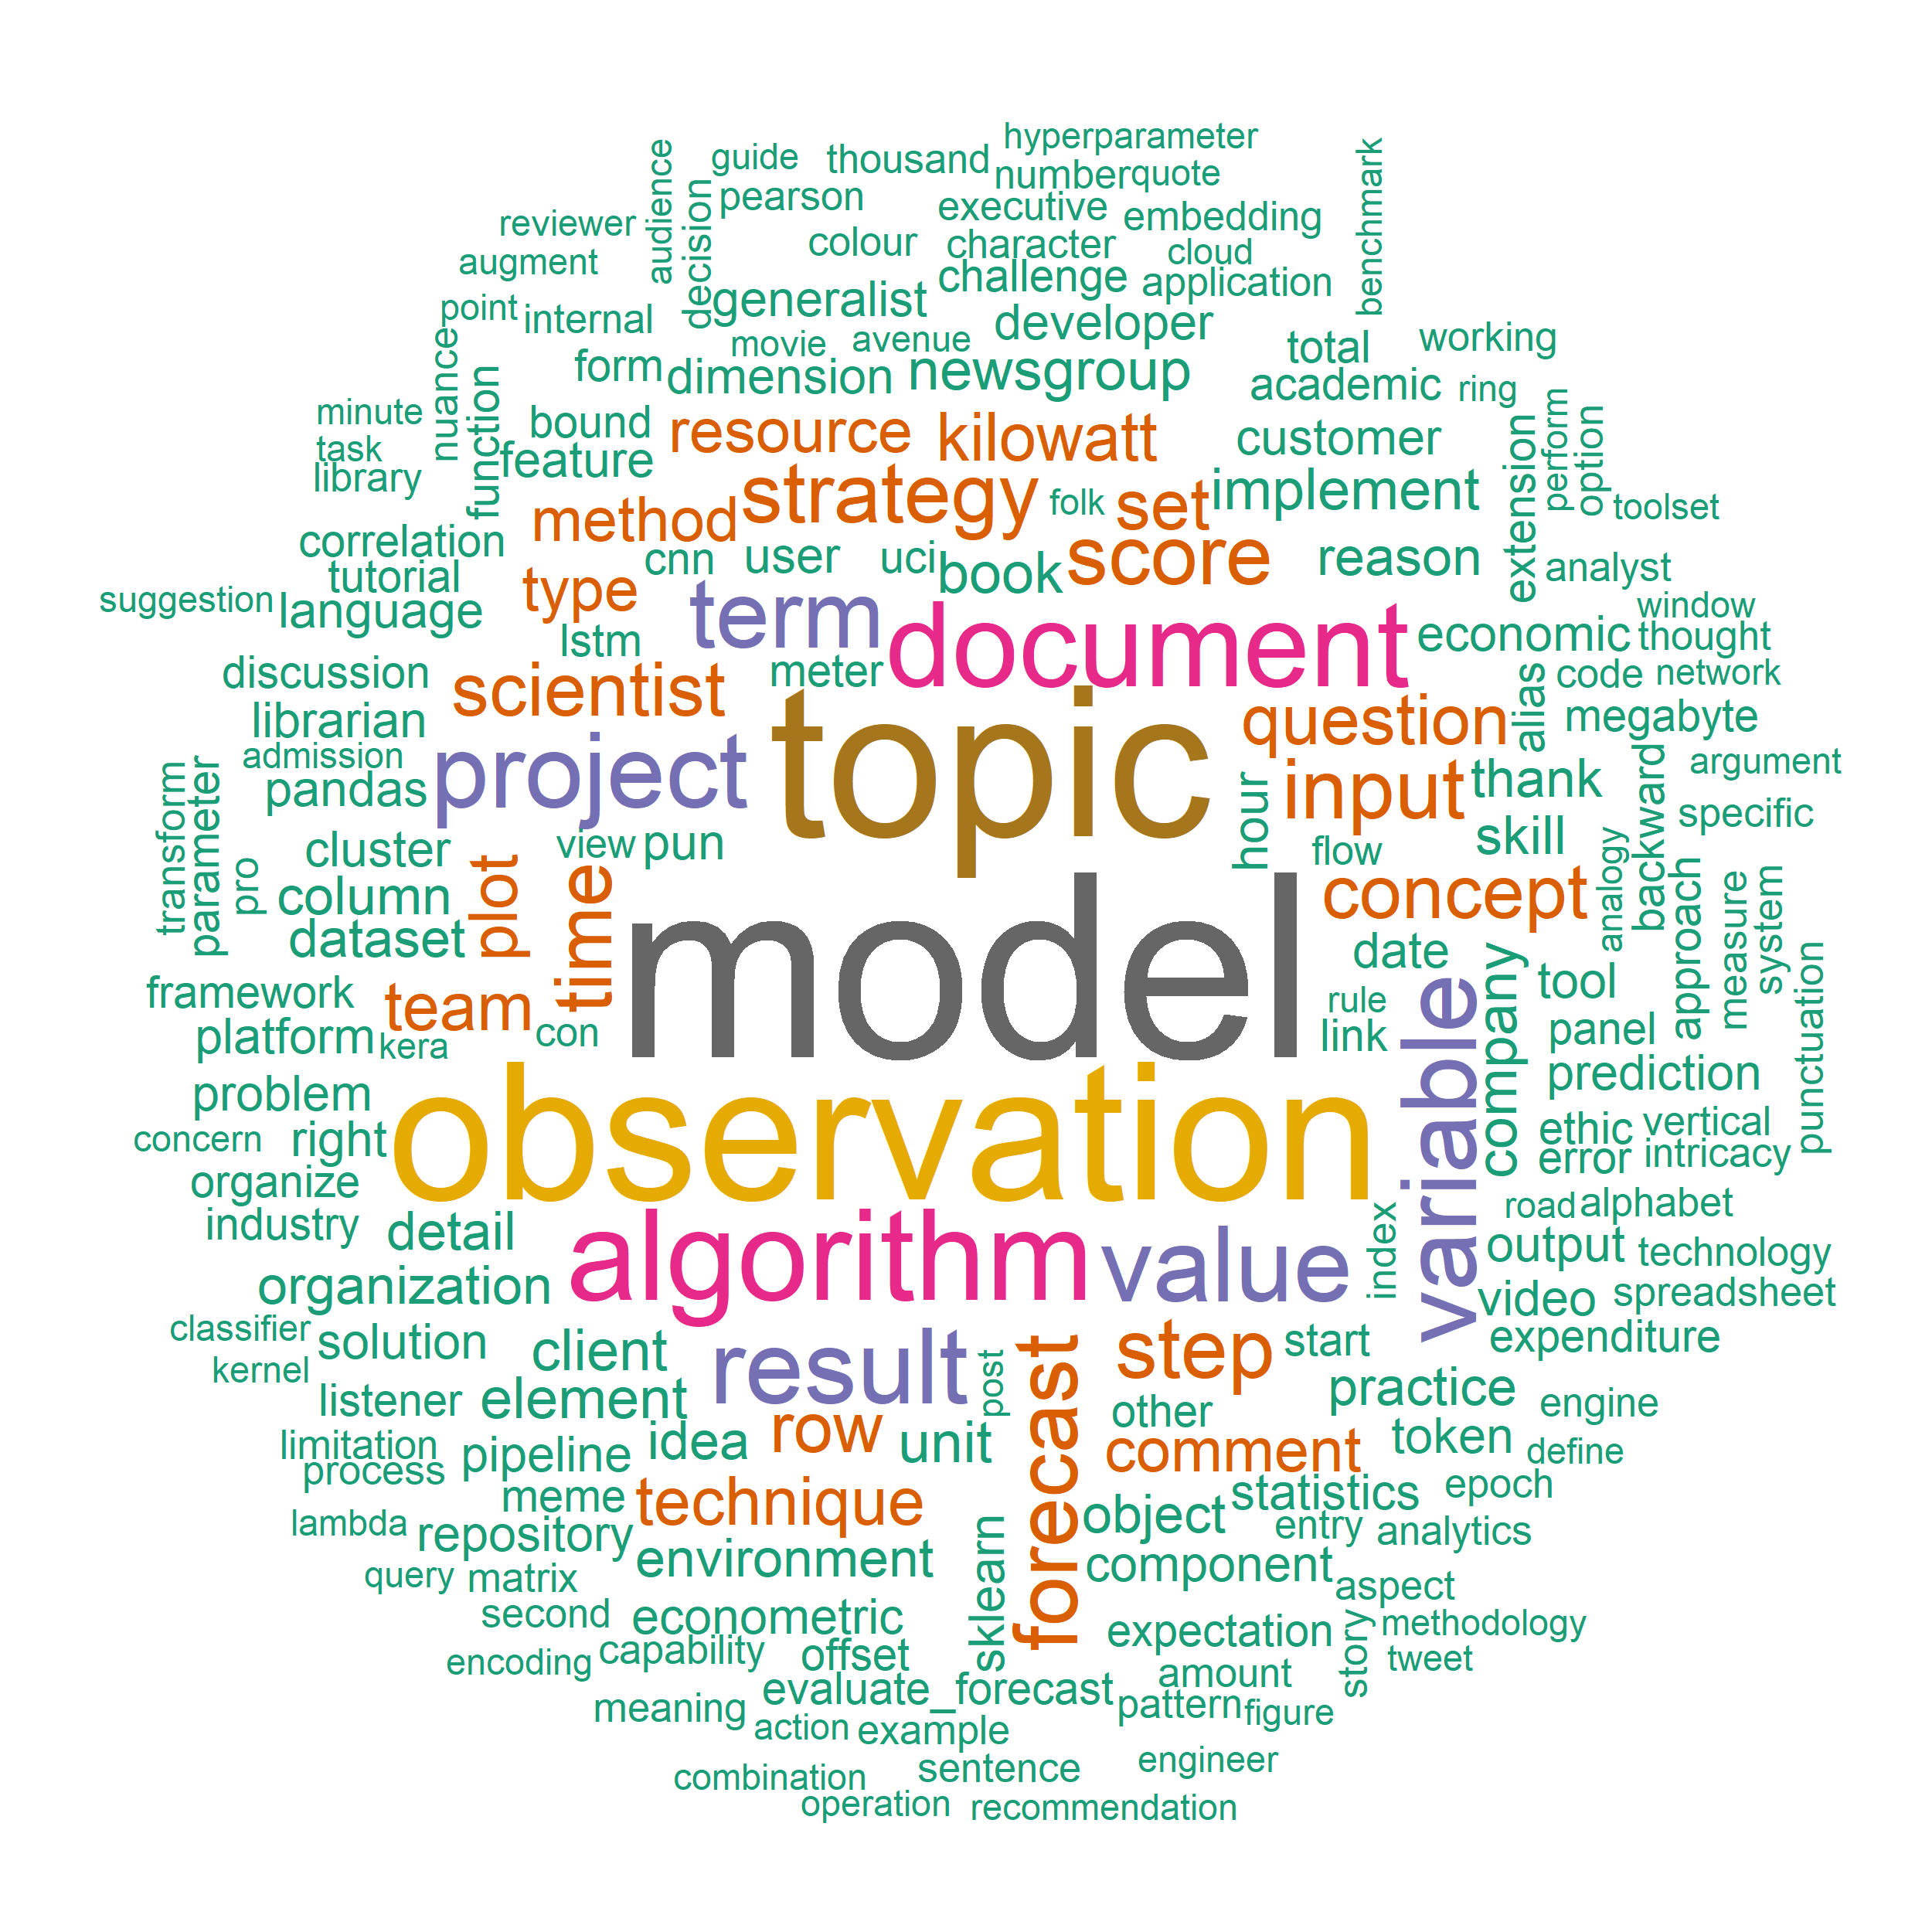 hyperparameter
guide
thousand
number
quote
audience
benchmark
pearson
decision
executive
embedding
reviewer
colour
character
cloud
augment
challenge
application
generalist
point
internal
developer
movie
avenue
total
working
nuance
form
dimension
newsgroup
academic
ring
function
minute
bound
resource
kilowatt
customer
extension
perform
option
task
library
feature
strategy
folk
set
implement
toolset
method
correlation
cnn
user
uci
book
score
reason
analyst
tutorial
type
suggestion
language
term
document
economic
window
thought
lstm
discussion
scientist
meter
topic
alias
code
network
librarian
question
megabyte
admission
project
transform
parameter
pandas
hour
input
thank
backward
argument
specific
cluster
view
pun
flow
skill
analogy
pro
column
plot
time
model
concept
approach
measure
system
dataset
date
company
punctuation
framework
team
variable
tool
rule
platform
kera
con
link
panel
problem
observation
prediction
concern
right
ethic
vertical
error
intricacy
organize
road
alphabet
industry
detail
algorithm
value
index
output
technology
organization
video
spreadsheet
classifier
solution
client
result
forecast
step
start
expenditure
kernel
post
listener
element
practice
engine
limitation
row
other
process
pipeline
idea
unit
comment
token
define
meme
technique
statistics
epoch
lambda
repository
object
entry
analytics
environment
sklearn
component
query
matrix
aspect
second
econometric
expectation
story
methodology
encoding
capability
offset
tweet
amount
meaning
evaluate_forecast
pattern
figure
action
example
combination
sentence
engineer
operation
recommendation